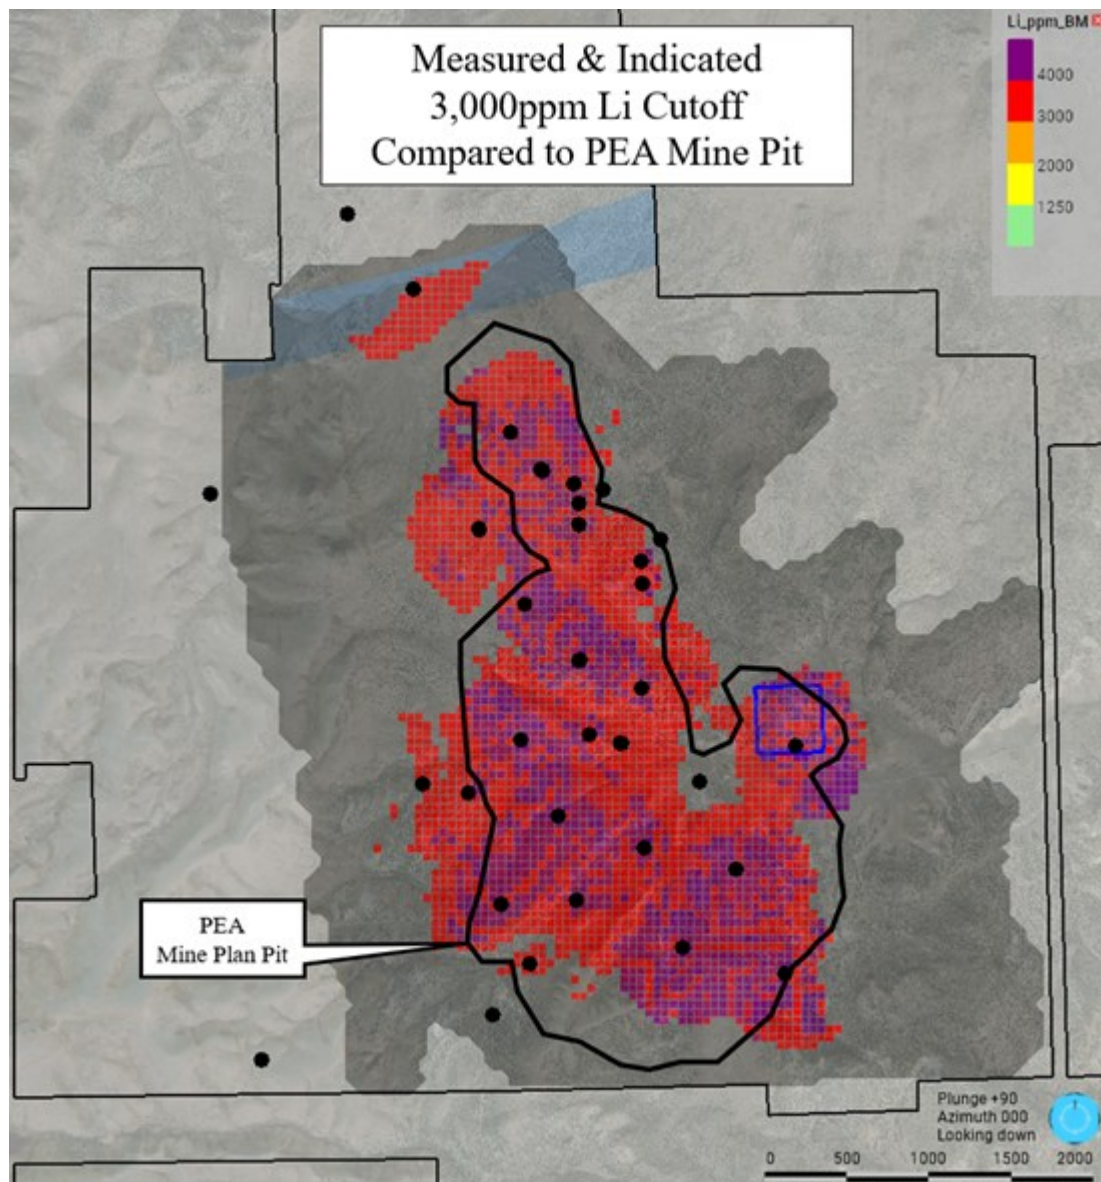 Measured & Indicated
3,000ppm Li Cutoff
Compared to PEA Mine Pit
Li_ppm_BM
4000
3000
2000
1250
PEA
Mine Plan Pit
Plunge +90
Azimuth 000
Looking down
0 500 1000 1500 2000